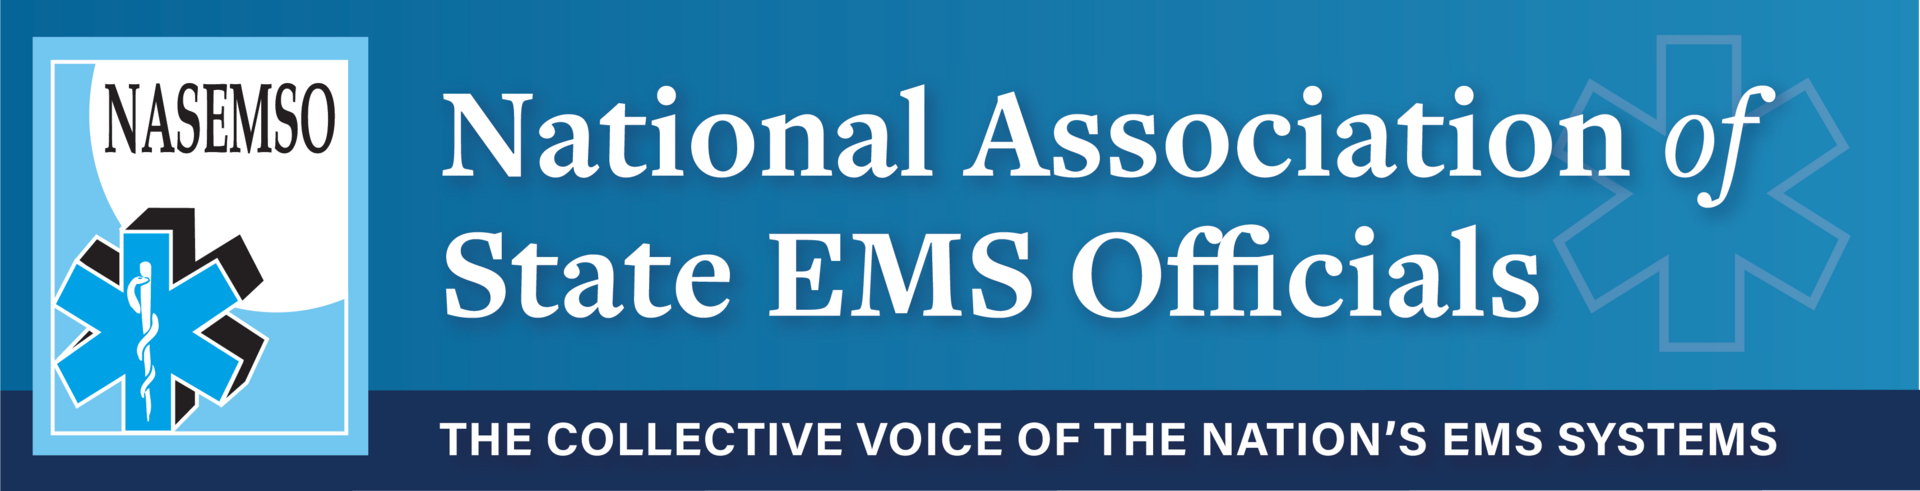 NASEMSO
National Association of
State EMS Officials
THE COLLECTIVE VOICE OF THE NATION’S EMS SYSTEMS